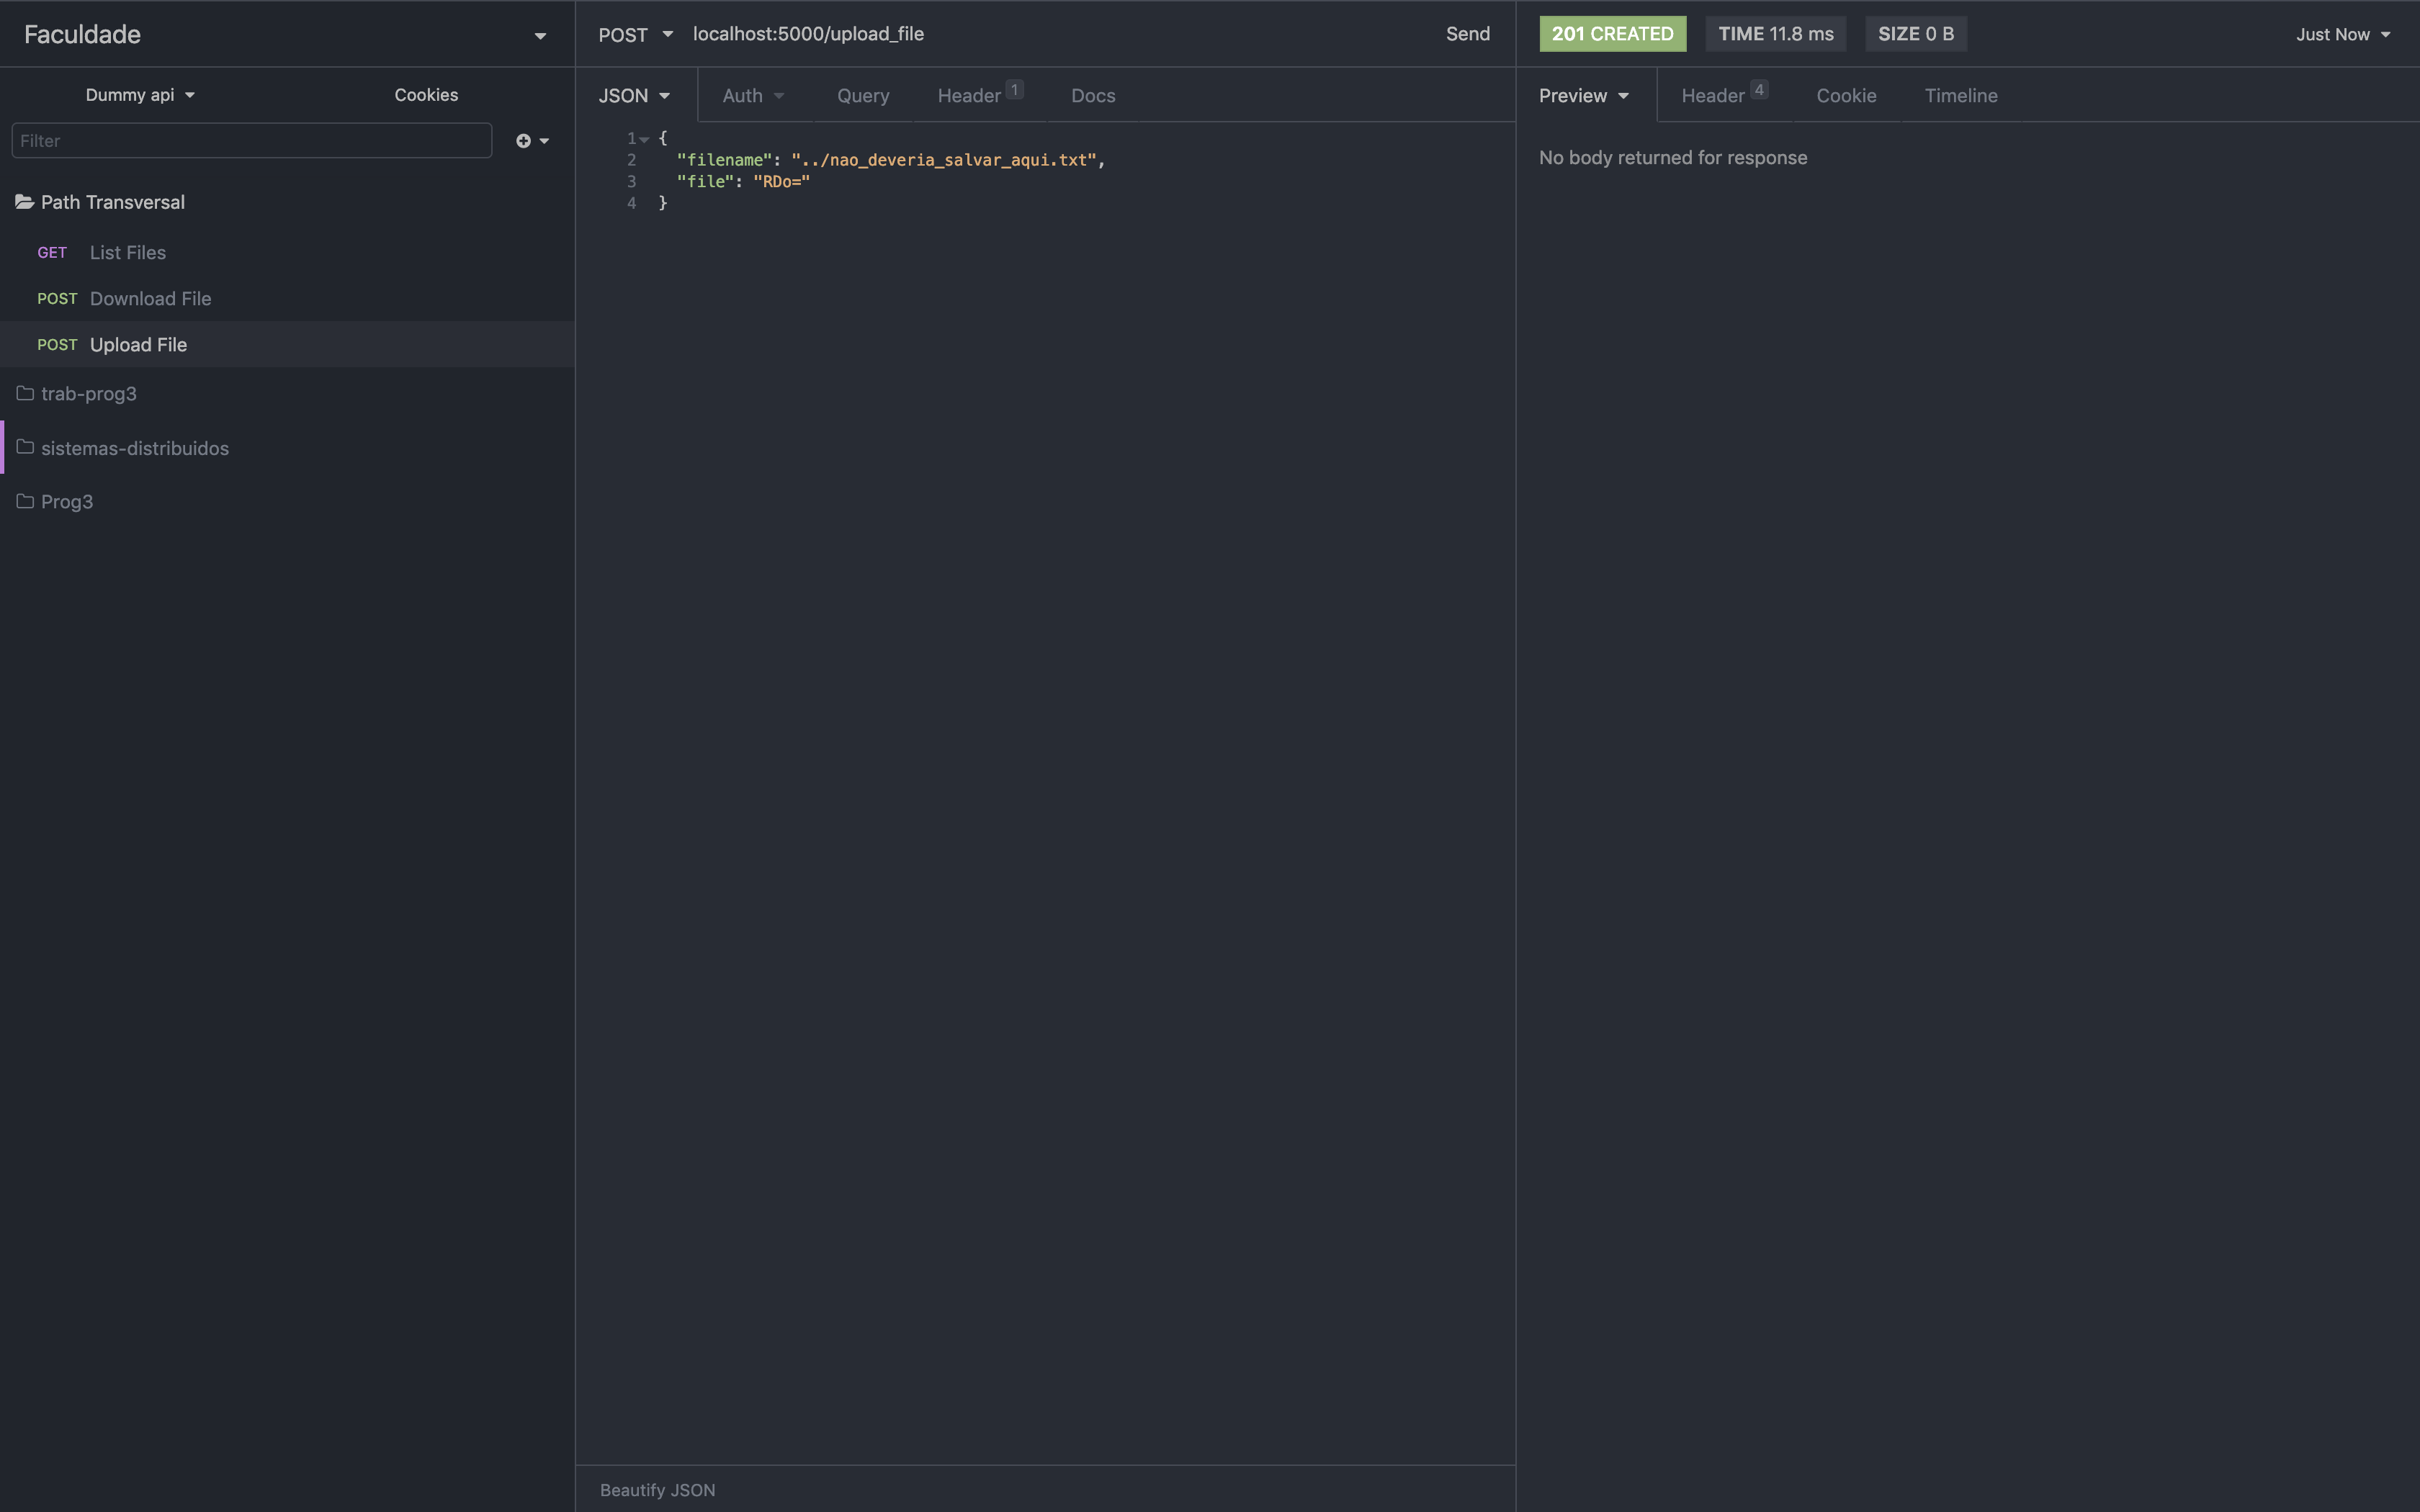 Faculdade
Dummy api
Cookies
Filter
Path Transversal
GET List Files
POST Download File
POST Upload File
trab-prog3
sistemas-distribuidos
Prog3
POST localhost:5000/upload_file Send
JSON Auth Query Header 1 Docs
1 {
2 "filename": "../nao_deveria_salvar_aqui.txt",
3 "file": "RDo="
4 }
Beautify JSON
201 CREATED TIME 11.8 ms SIZE 0 B Just Now
Preview Header 4 Cookie Timeline
No body returned for response